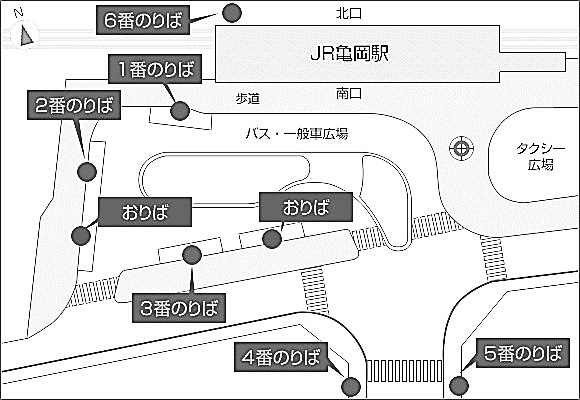 N
6番のりば
北口
JR亀岡駅
1番のりば
歩道
南口
2番のりば
バス・一般車広場
タクシー
広場
おりば
おりば
3番のりば
4番のりば
5番のりば